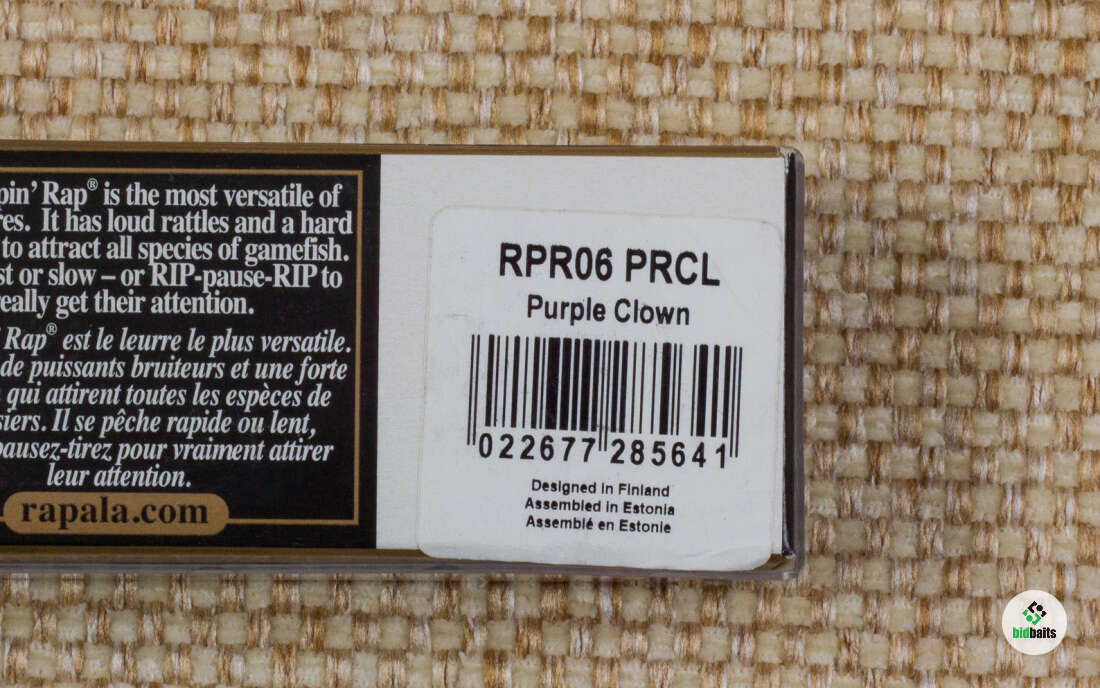 pin' Rap® is the most versatile of
res. It has loud rattles and a hard
to attract all species of gamefish.
st or slow – or RIP-pause-RIP to
really get their attention.
Rap® est le leurre le plus versatile.
de puissants bruiteurs et une forte
qui attirent toutes les espèces de
siers. Il se pêche rapide ou lent,
pausez-tirez pour vraiment attirer
leur attention.
rapala.com
RPR06 PRCL
Purple Clown
022677 285641
Designed in Finland
Assembled in Estonia
Assemblé en Estonie
bidbaits